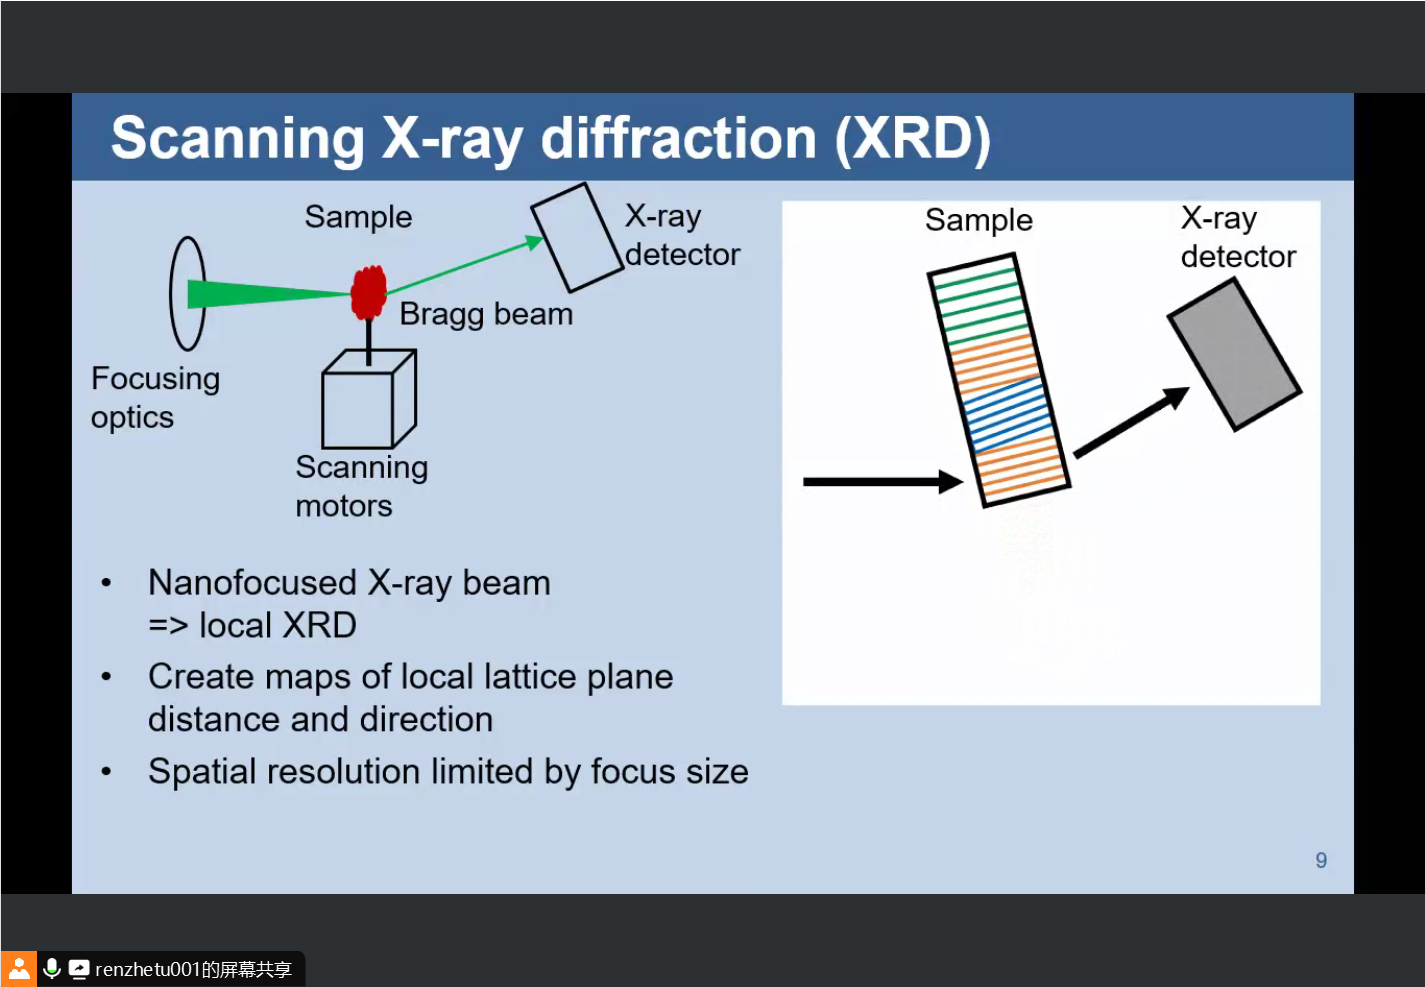 Scanning X-ray diffraction (XRD)
Sample
X-ray
detector
Bragg beam
Focusing
optics
Scanning
motors
Sample
X-ray
detector
• Nanofocused X-ray beam
=> local XRD
• Create maps of local lattice plane
distance and direction
• Spatial resolution limited by focus size
9
renzhetu001的屏幕共享